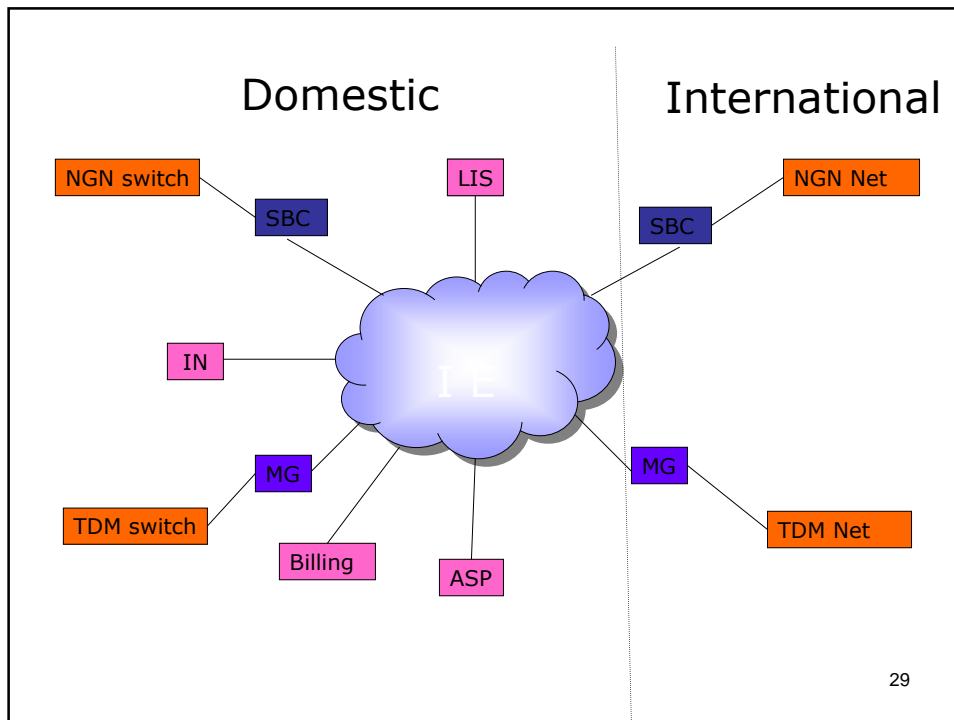 Domestic
International
NGN switch
LIS
NGN Net
SBC
SBC
IN
I E
MG
MG
TDM switch
TDM Net
Billing
ASP
29